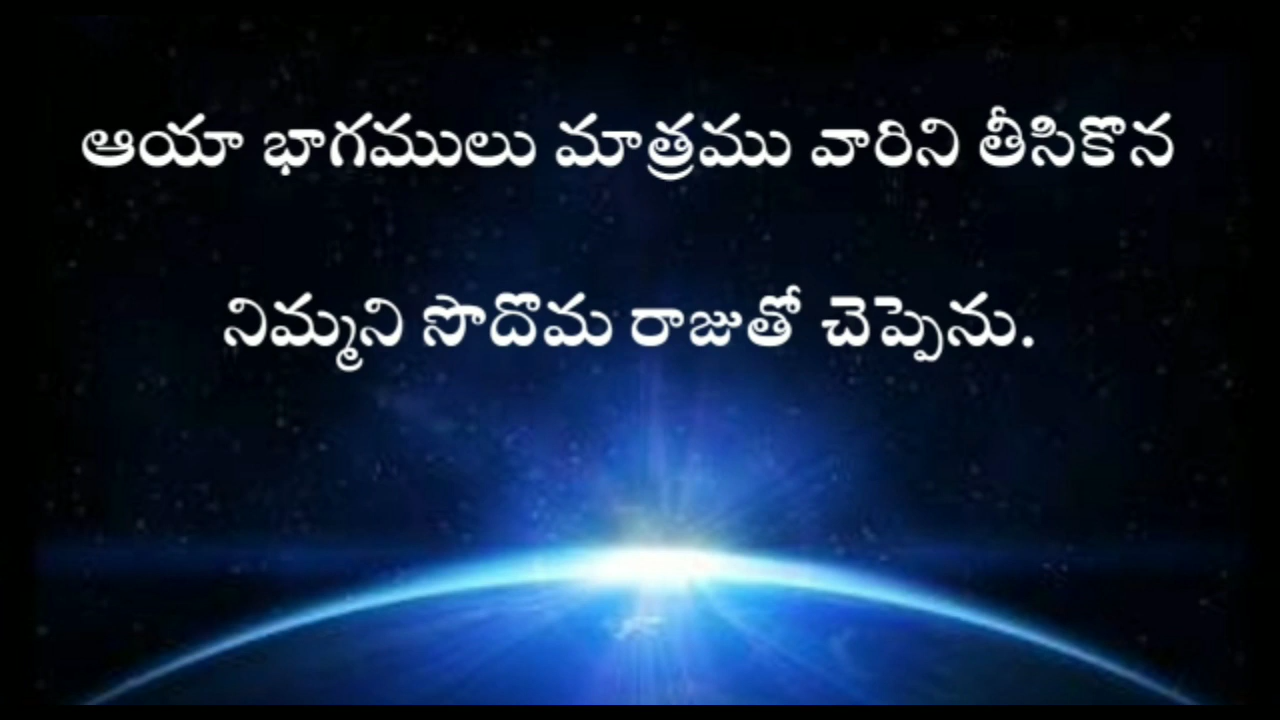 ఆయా భాగములు మాత్రము వారిని తీసికొన
నిమ్మని సొదొమ రాజుతో చెప్పెను.